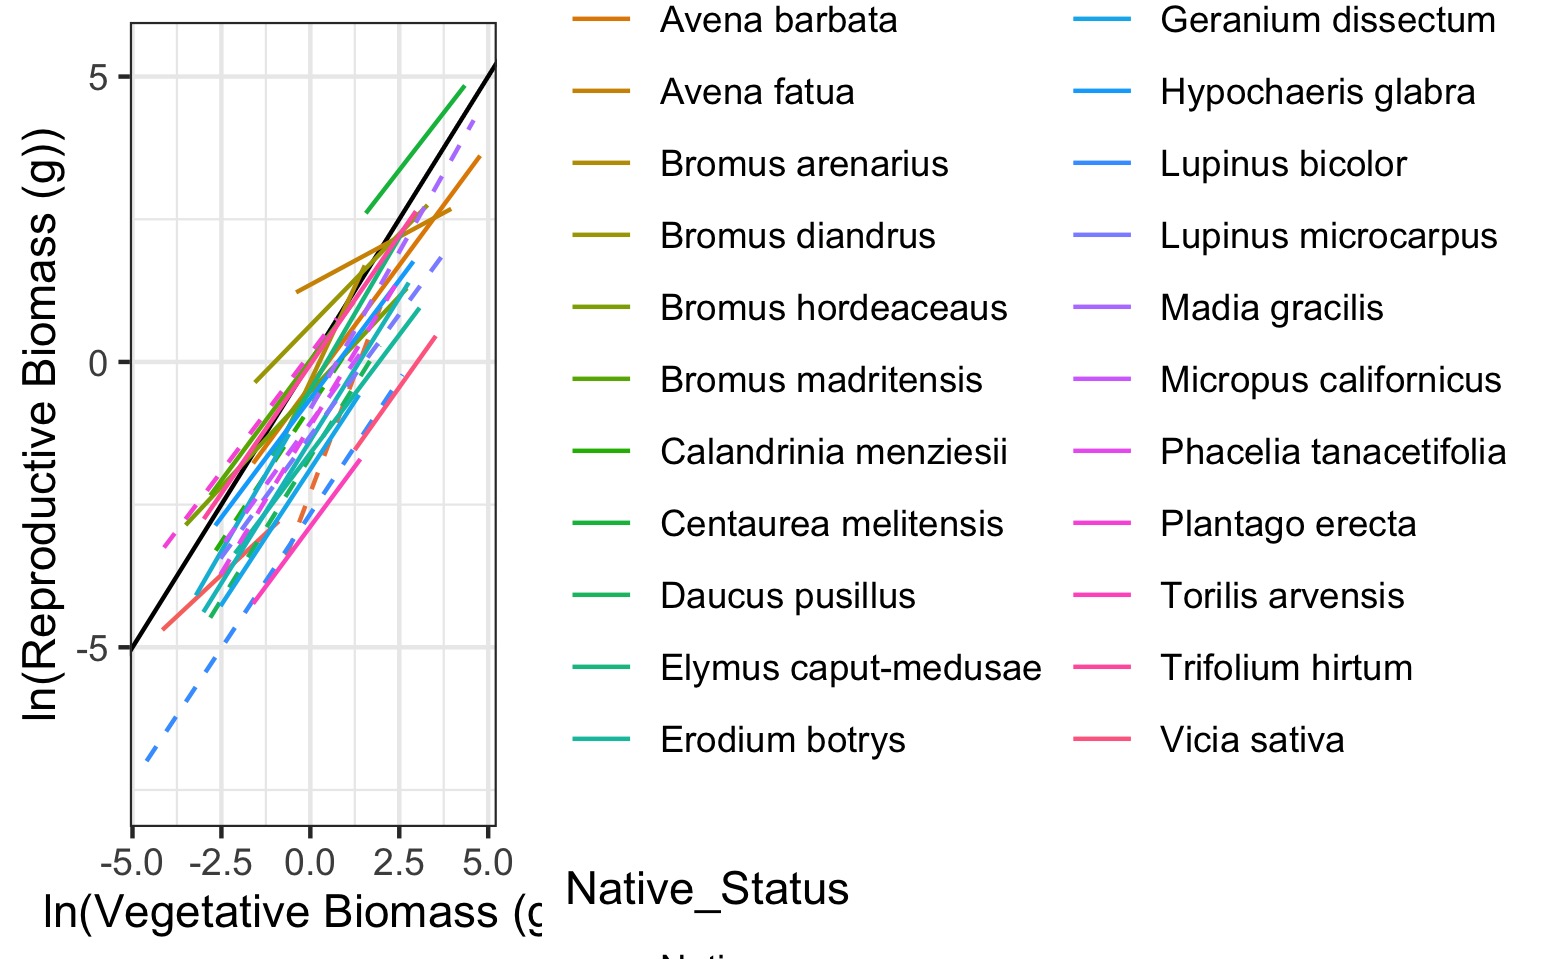 5
0
-5
-5.0 -2.5 0.0 2.5 5.0
ln(Reproductive Biomass (g))
ln(Vegetative Biomass (g
Avena barbata
Avena fatua
Bromus arenarius
Bromus diandrus
Bromus hordeaceaus
Bromus madritensis
Calandrinia menziesii
Centaurea melitensis
Daucus pusillus
Elymus caput-medusae
Erodium botrys
Geranium dissectum
Hypochaeris glabra
Lupinus bicolor
Lupinus microcarpus
Madia gracilis
Micropus californicus
Phacelia tanacetifolia
Plantago erecta
Torilis arvensis
Trifolium hirtum
Vicia sativa
Native_Status